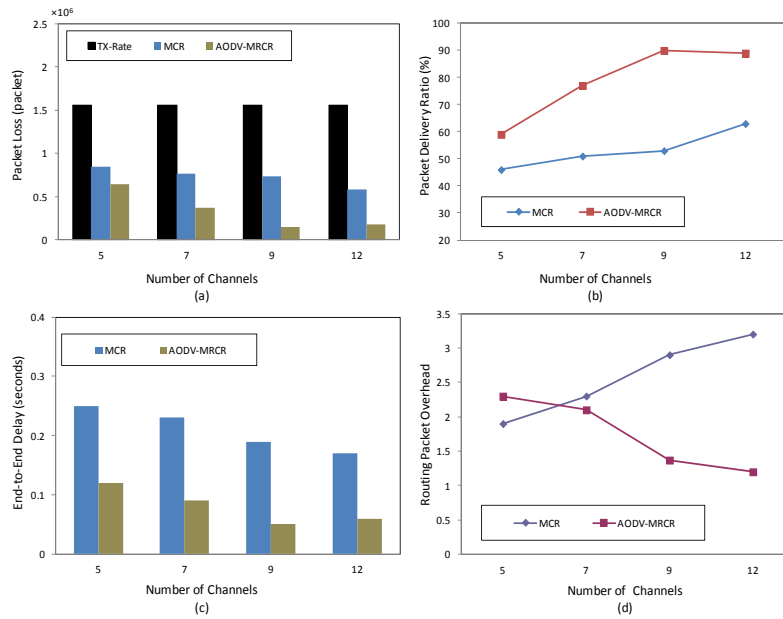 ×10⁶
2.5
2
1.5
1
0.5
0
Packet Loss (packet)
TX-Rate MCR AODV-MRCR
5 7 9 12
Number of Channels
(a)
100
90
80
70
60
50
40
30
20
Packet Delivery Ratio (%)
MCR AODV-MRCR
5 7 9 12
Number of Channels
(b)
0.4
0.3
0.2
0.1
0
End-to-End Delay (seconds)
MCR AODV-MRCR
5 7 9 12
Number of Channels
(c)
3.5
3
2.5
2
1.5
1
0.5
0
Routing Packet Overhead
MCR AODV-MRCR
5 7 9 12
Number of Channels
(d)